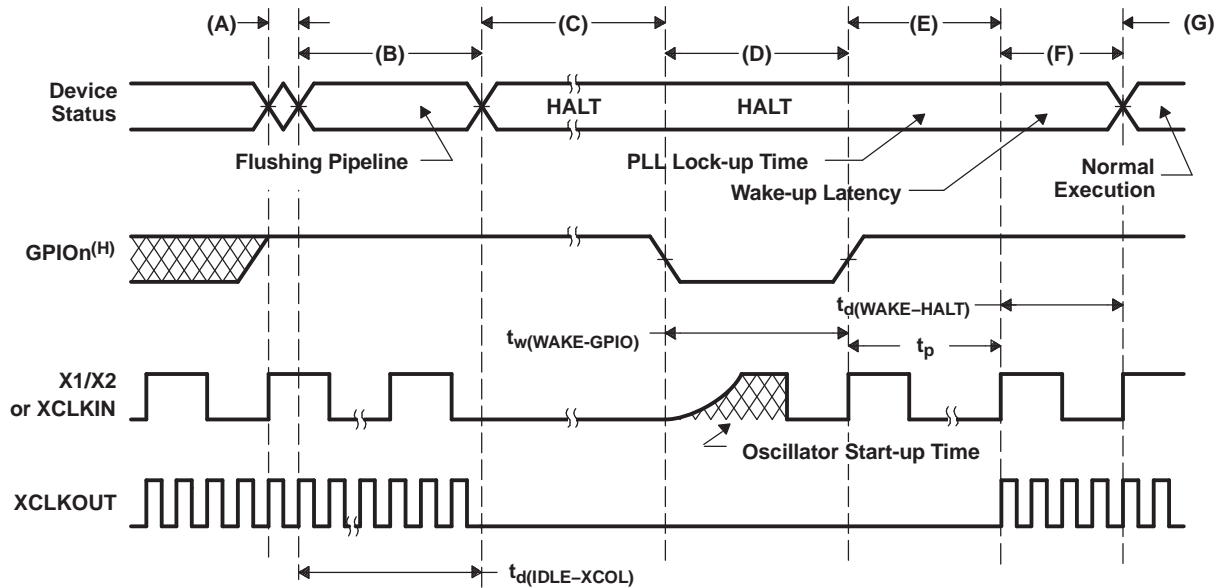 (A)
(B)
(C)
(D)
(E)
(F)
(G)
Device
Status
HALT
HALT
Flushing Pipeline
PLL Lock-up Time
Wake-up Latency
Normal
Execution
GPIOn(H)
td(WAKE–HALT)
tw(WAKE-GPIO)
tp
X1/X2
or XCLKIN
Oscillator Start-up Time
XCLKOUT
td(IDLE–XCOL)